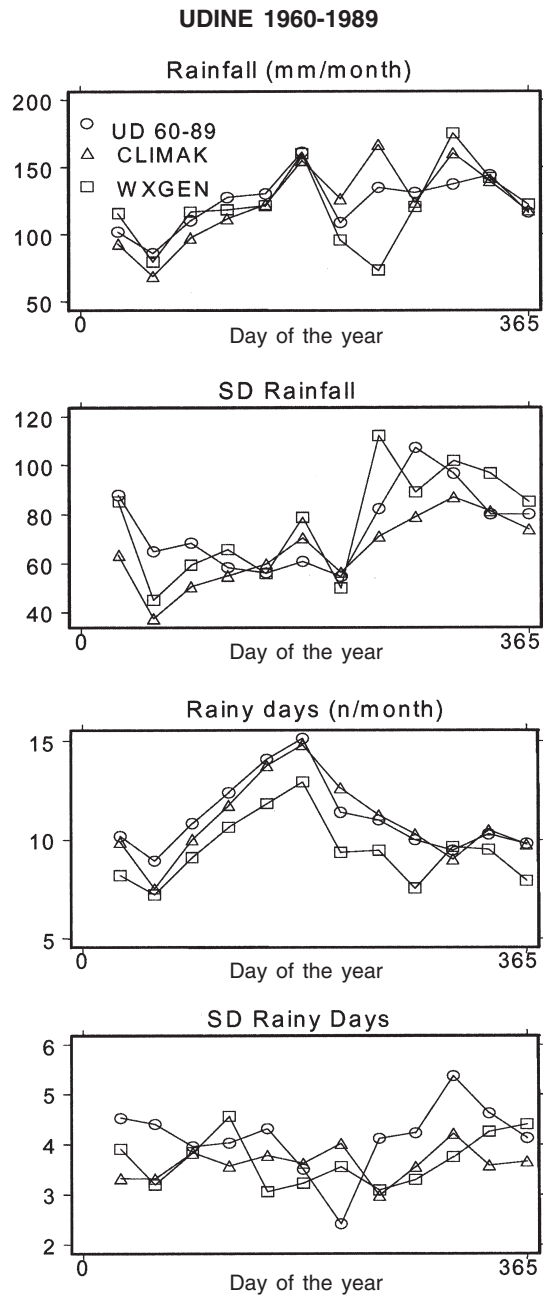 UDINE 1960-1989
Rainfall (mm/month)
200
UD 60-89
CLIMAK
150
WXGEN
100
50
0 365
Day of the year
SD Rainfall
120
100
80
60
40
0 365
Day of the year
Rainy days (n/month)
15
10
5
0 365
Day of the year
SD Rainy Days
6
5
4
3
2
0 365
Day of the year